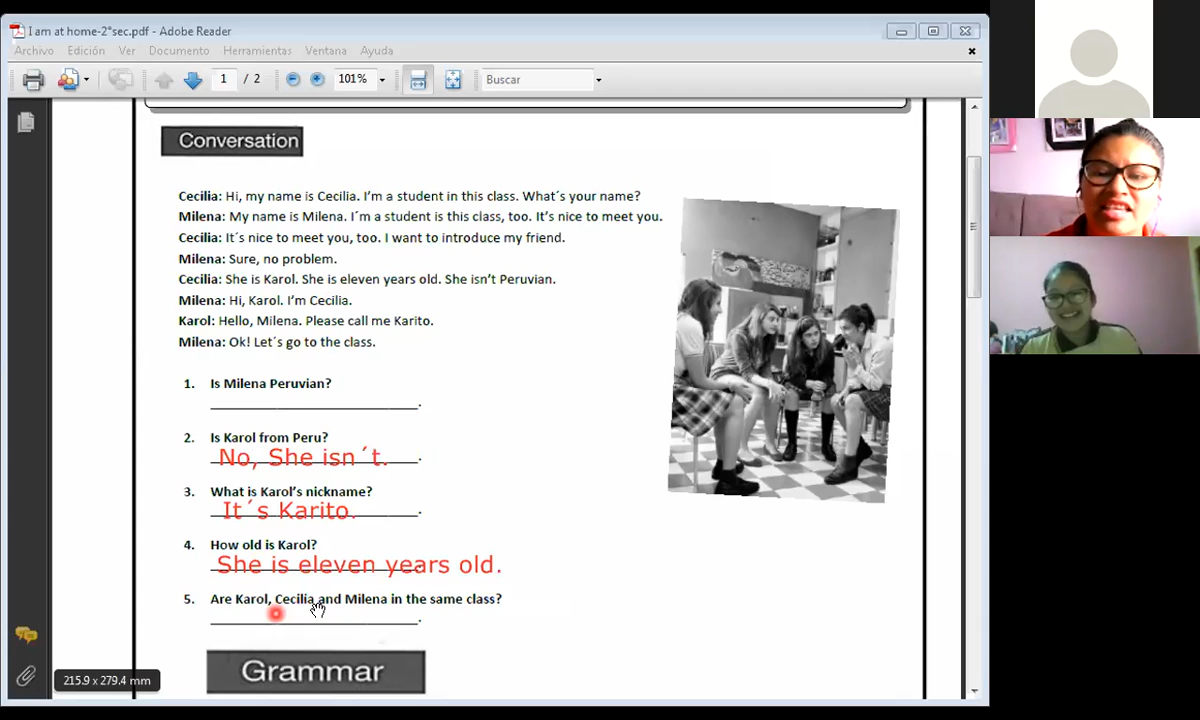 I am at home-2°sec.pdf - Adobe Reader
Archivo Edición Ver Documento Herramientas Ventana Ayuda
1 / 2 101% Buscar
Conversation
Cecilia: Hi, my name is Cecilia. I'm a student in this class. What´s your name?
Milena: My name is Milena. I´m a student is this class, too. It's nice to meet you.
Cecilia: It´s nice to meet you, too. I want to introduce my friend.
Milena: Sure, no problem.
Cecilia: She is Karol. She is eleven years old. She isn't Peruvian.
Milena: Hi, Karol. I'm Cecilia.
Karol: Hello, Milena. Please call me Karito.
Milena: Ok! Let´s go to the class.
1. Is Milena Peruvian?
2. Is Karol from Peru?
No, She isn´t.
3. What is Karol's nickname?
It´s Karito.
4. How old is Karol?
She is eleven years old.
5. Are Karol, Cecilia and Milena in the same class?
Grammar
215.9 x 279.4 mm